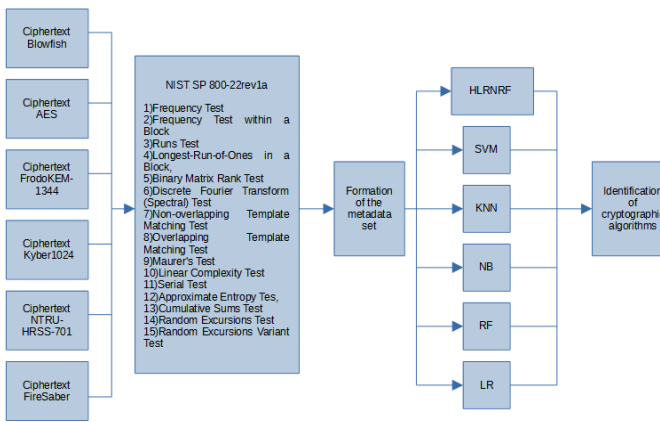 Ciphertext
Blowfish
Ciphertext
AES
Ciphertext
FrodoKEM-
1344
Ciphertext
Kyber1024
Ciphertext
NTRU-
HRSS-701
Ciphertext
FireSaber
NIST SP 800-22rev1a
1)Frequency Test
2)Frequency Test within a
Block
3)Runs Test
4)Longest-Run-of-Ones in a
Block,
5)Binary Matrix Rank Test
6)Discrete Fourier Transform
(Spectral) Test
7)Non-overlapping Template
Matching Test
8)Overlapping Template
Matching Test
9)Maurer's Test
10)Linear Complexity Test
11)Serial Test
12)Approximate Entropy Tes,
13)Cumulative Sums Test
14)Random Excursions Test
15)Random Excursions Variant
Test
Formation
of the
metadata
set
HLRNRF
SVM
KNN
NB
RF
LR
Identification
of
cryptographic
algorithms